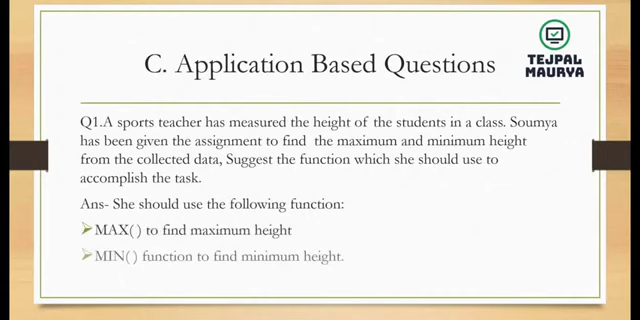 C. Application Based Questions
TEJPAL
MAURYA
Q1.A sports teacher has measured the height of the students in a class. Soumya
has been given the assignment to find the maximum and minimum height
from the collected data, Suggest the function which she should use to
accomplish the task.
Ans- She should use the following function:
MAX( ) to find maximum height
MIN( ) function to find minimum height.